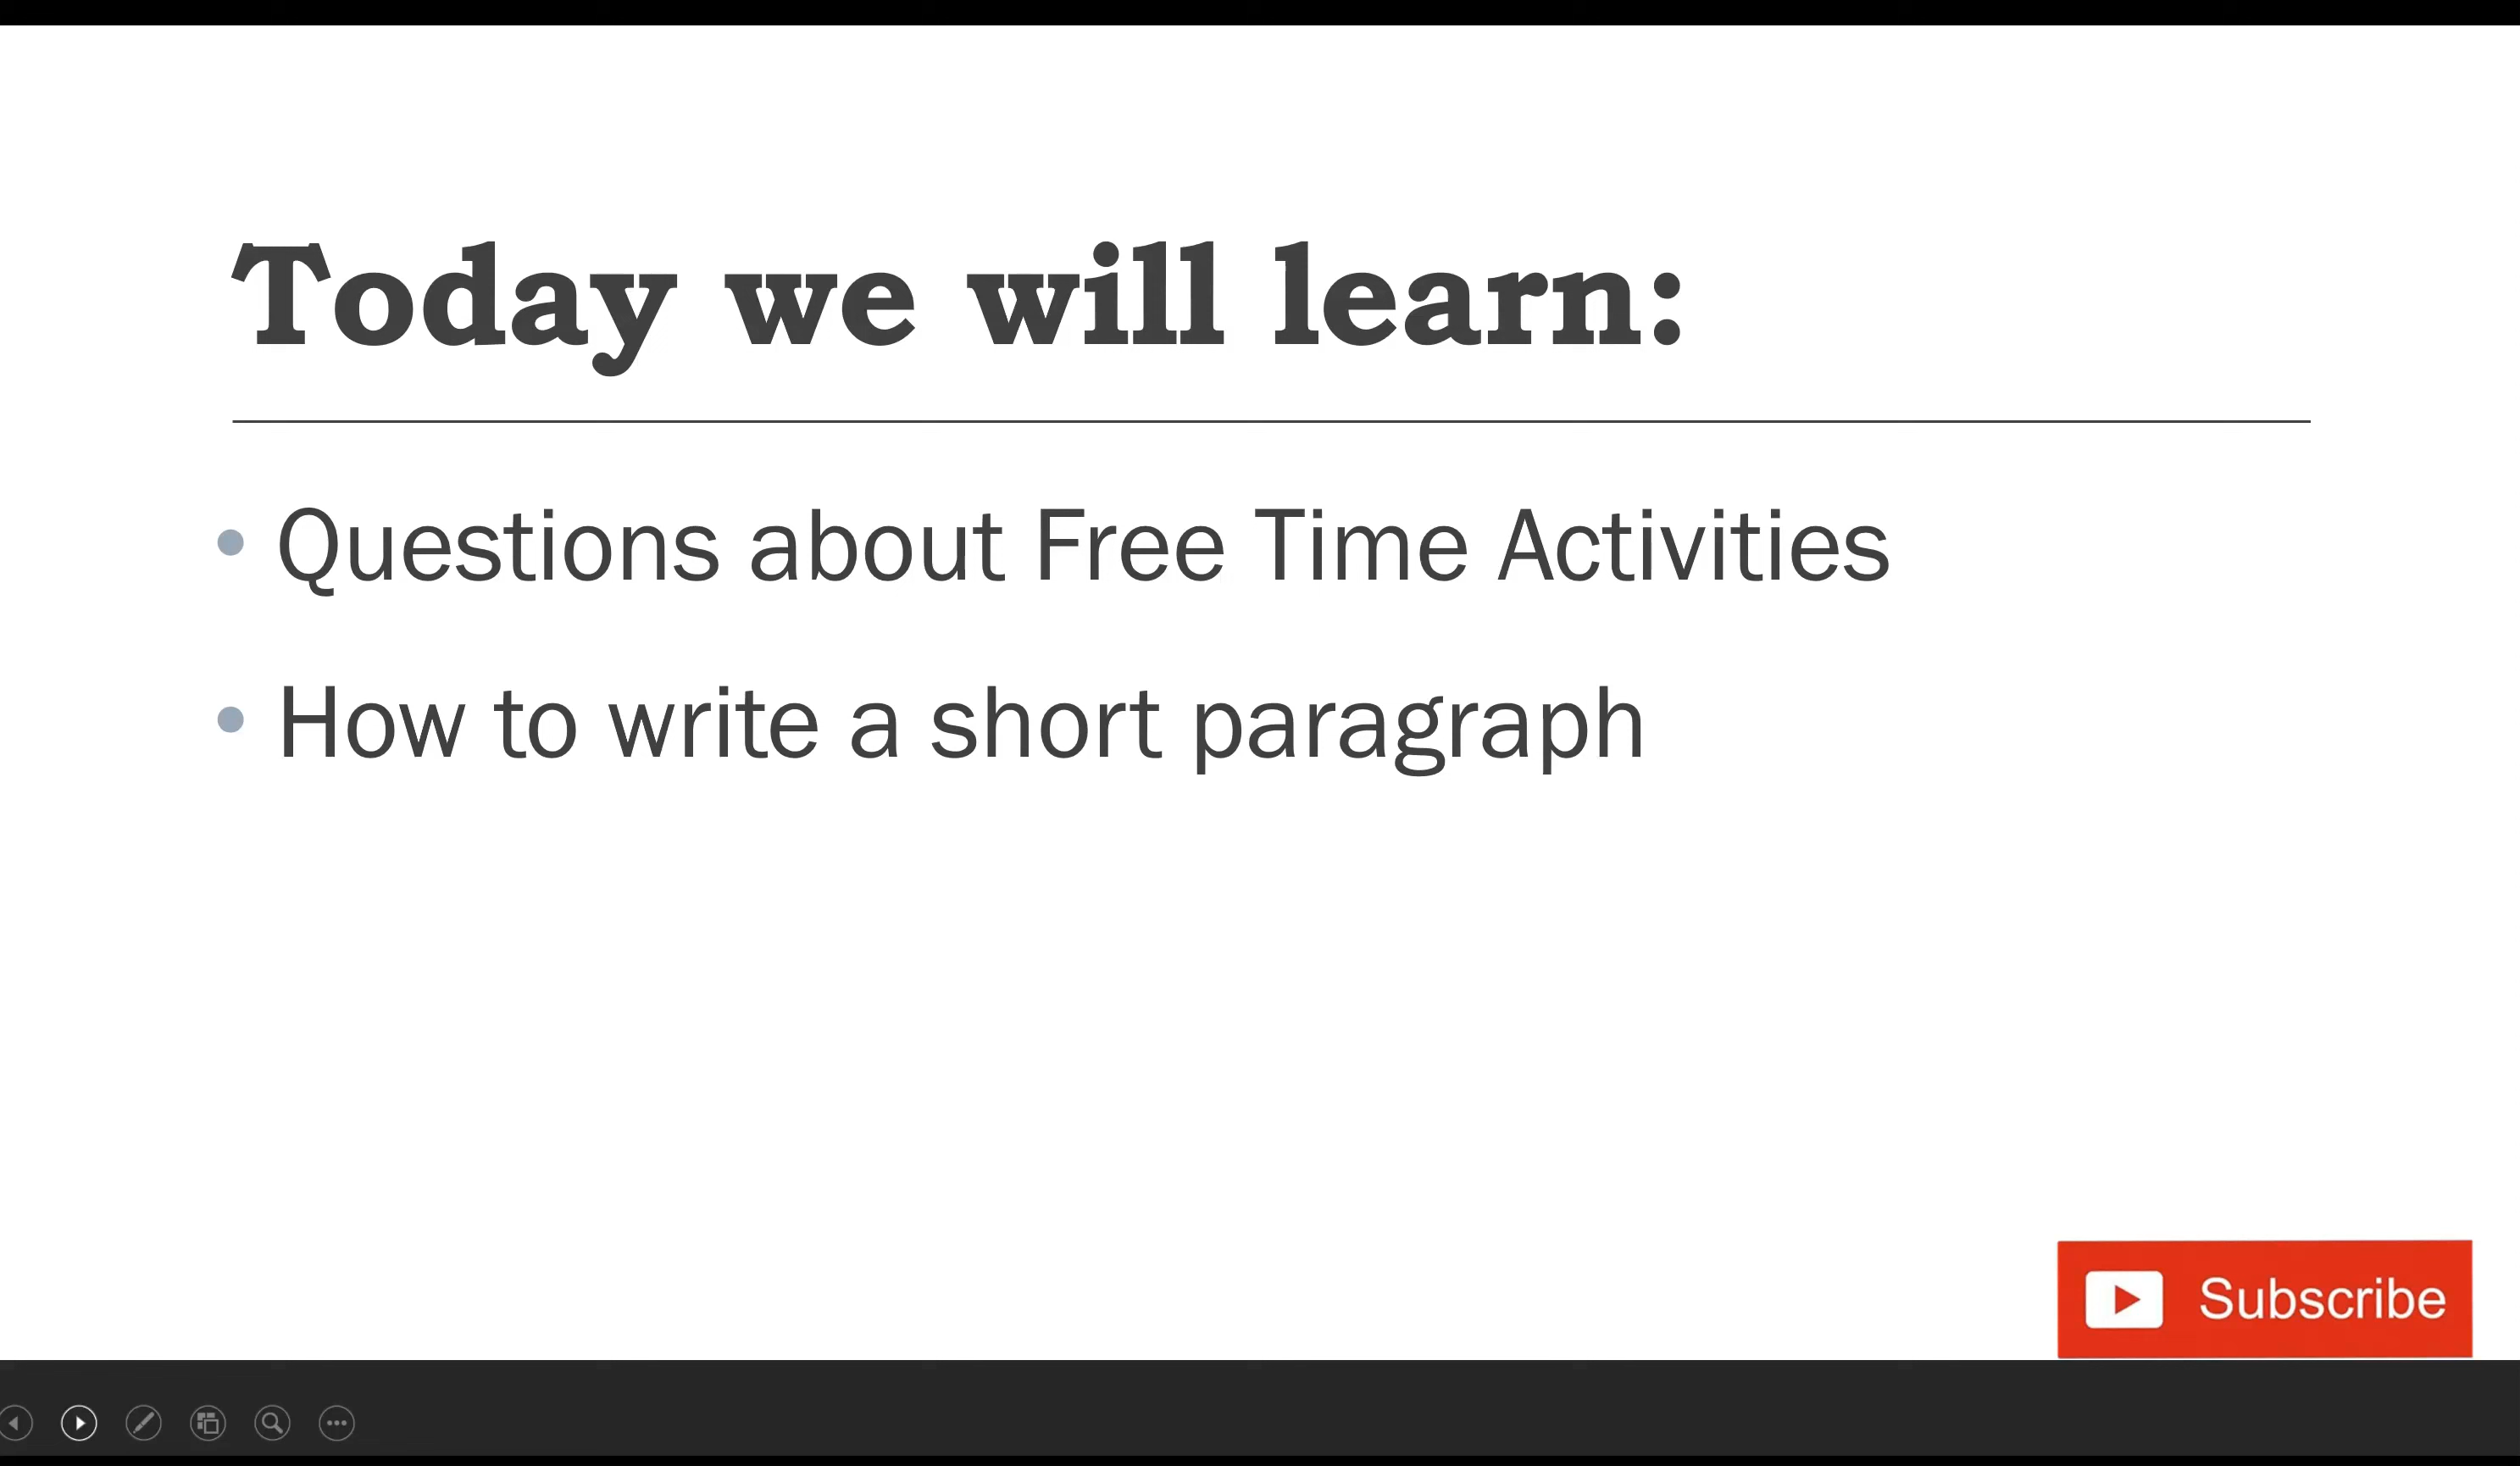 Today we will learn:
Questions about Free Time Activities
How to write a short paragraph
Subscribe